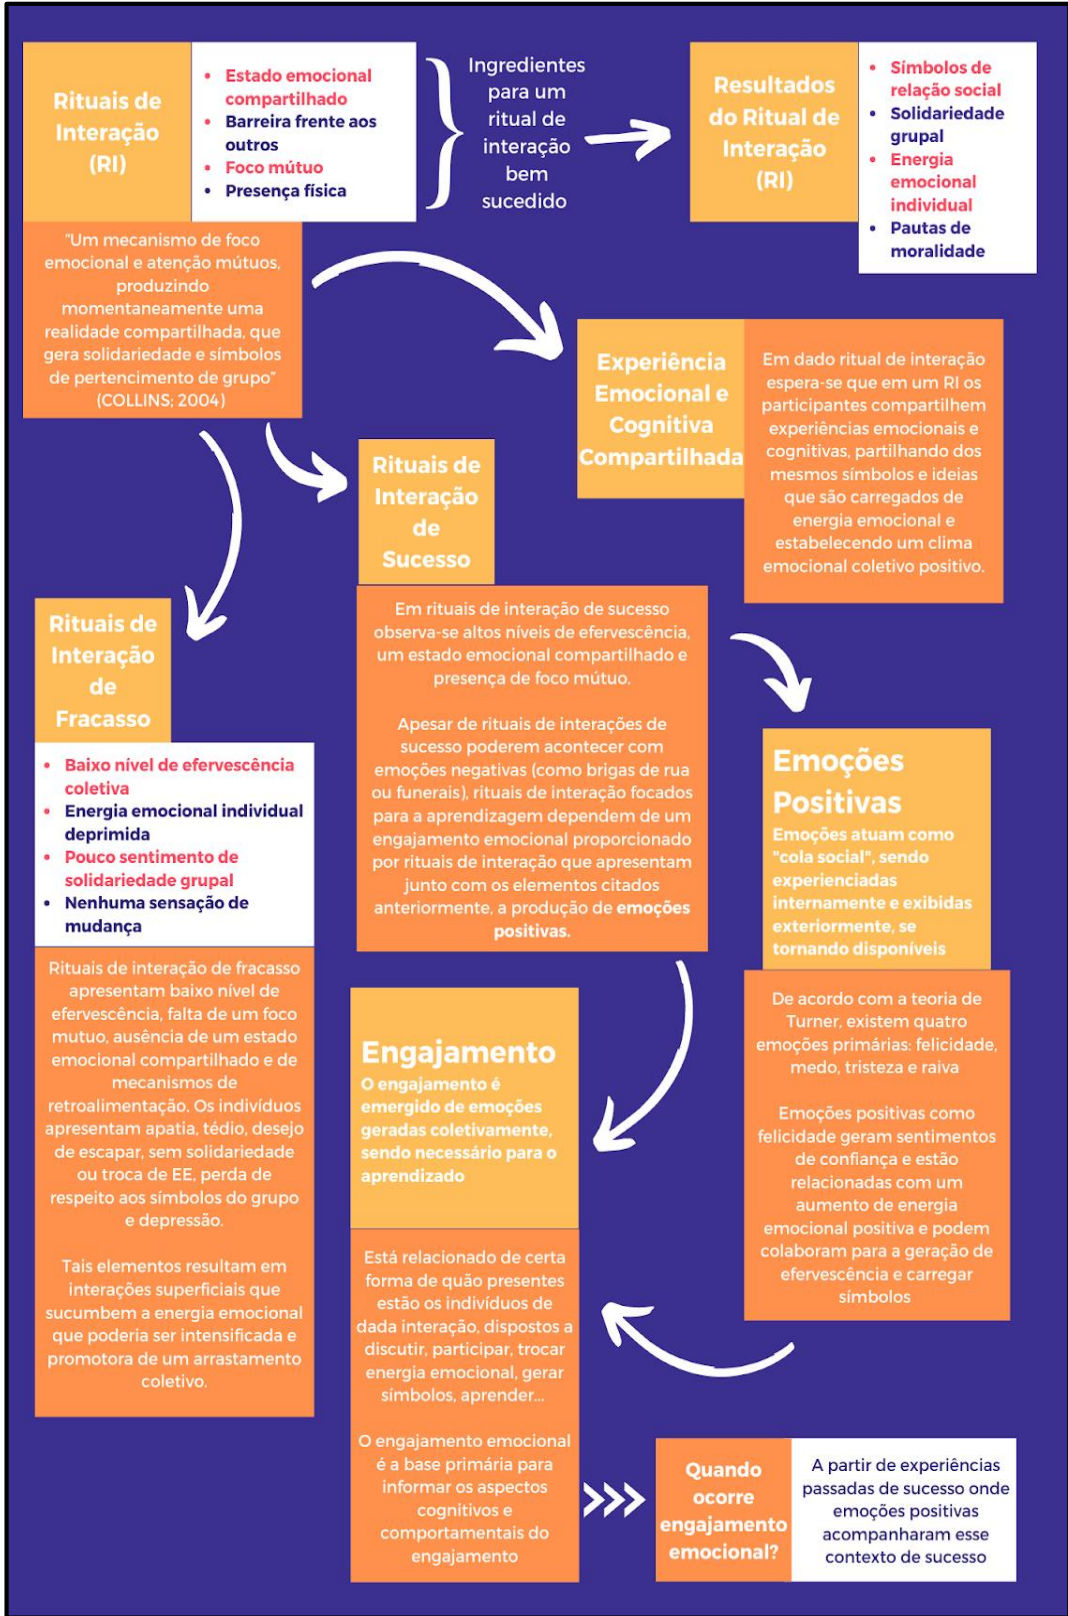 Rituais de
Interação
(RI)
• Estado emocional
compartilhado
• Barreira frente aos
outros
• Foco mútuo
• Presença física
Ingredientes
para um
ritual de
interação
bem
sucedido
Resultados
do Ritual de
Interação
(RI)
• Símbolos de
relação social
• Solidariedade
grupal
• Energia
emocional
individual
• Pautas de
moralidade
"Um mecanismo de foco
emocional e atenção mútuos,
produzindo
momentaneamente uma
realidade compartilhada, que
gera solidariedade e símbolos
de pertencimento de grupo"
(COLLINS; 2004)
Experiência
Emocional e
Cognitiva
Compartilhada
Em dado ritual de interação
espera-se que em um RI os
participantes compartilhem
experiências emocionais e
cognitivas, partilhando dos
mesmos símbolos e ideias
que são carregados de
energia emocional e
estabelecendo um clima
emocional coletivo positivo.
Rituais de
Interação
de
Sucesso
Em rituais de interação de sucesso
observa-se altos níveis de efervescência,
um estado emocional compartilhado e
presença de foco mútuo.
Apesar de rituais de interações de
sucesso poderem acontecer com
emoções negativas (como brigas de rua
ou funerais), rituais de interação focados
para a aprendizagem dependem de um
engajamento emocional proporcionado
por rituais de interação que apresentam
junto com os elementos citados
anteriormente, a produção de emoções
positivas.
Rituais de
Interação
de
Fracasso
• Baixo nível de efervescência
coletiva
• Energia emocional individual
deprimida
• Pouco sentimento de
solidariedade grupal
• Nenhuma sensação de
mudança
Rituais de interação de fracasso
apresentam baixo nível de
efervescência, falta de um foco
mutuo, ausência de um estado
emocional compartilhado e de
mecanismos de
retroalimentação. Os indivíduos
apresentam apatia, tédio, desejo
de escapar, sem solidariedade
ou troca de EE, perda de
respeito aos símbolos do grupo
e depressão.
Tais elementos resultam em
interações superficiais que
sucumbem a energia emocional
que poderia ser intensificada e
promotora de um arrastamento
coletivo.
Emoções
Positivas
Emoções atuam como
"cola social", sendo
experienciadas
internamente e exibidas
exteriormente, se
tornando disponíveis
De acordo com a teoria de
Turner, existem quatro
emoções primárias: felicidade,
medo, tristeza e raiva
Emoções positivas como
felicidade geram sentimentos
de confiança e estão
relacionadas com um
aumento de energia
emocional positiva e podem
colaboram para a geração de
efervescência e carregar
símbolos
Engajamento
O engajamento é
emergido de emoções
geradas coletivamente,
sendo necessário para o
aprendizado
Está relacionado de certa
forma de quão presentes
estão os indivíduos de
dada interação, dispostos a
discutir, participar, trocar
energia emocional, gerar
símbolos, aprender...
O engajamento emocional
é a base primária para
informar os aspectos
cognitivos e
comportamentais do
engajamento
Quando
ocorre
engajamento
emocional?
A partir de experiências
passadas de sucesso onde
emoções positivas
acompanharam esse
contexto de sucesso